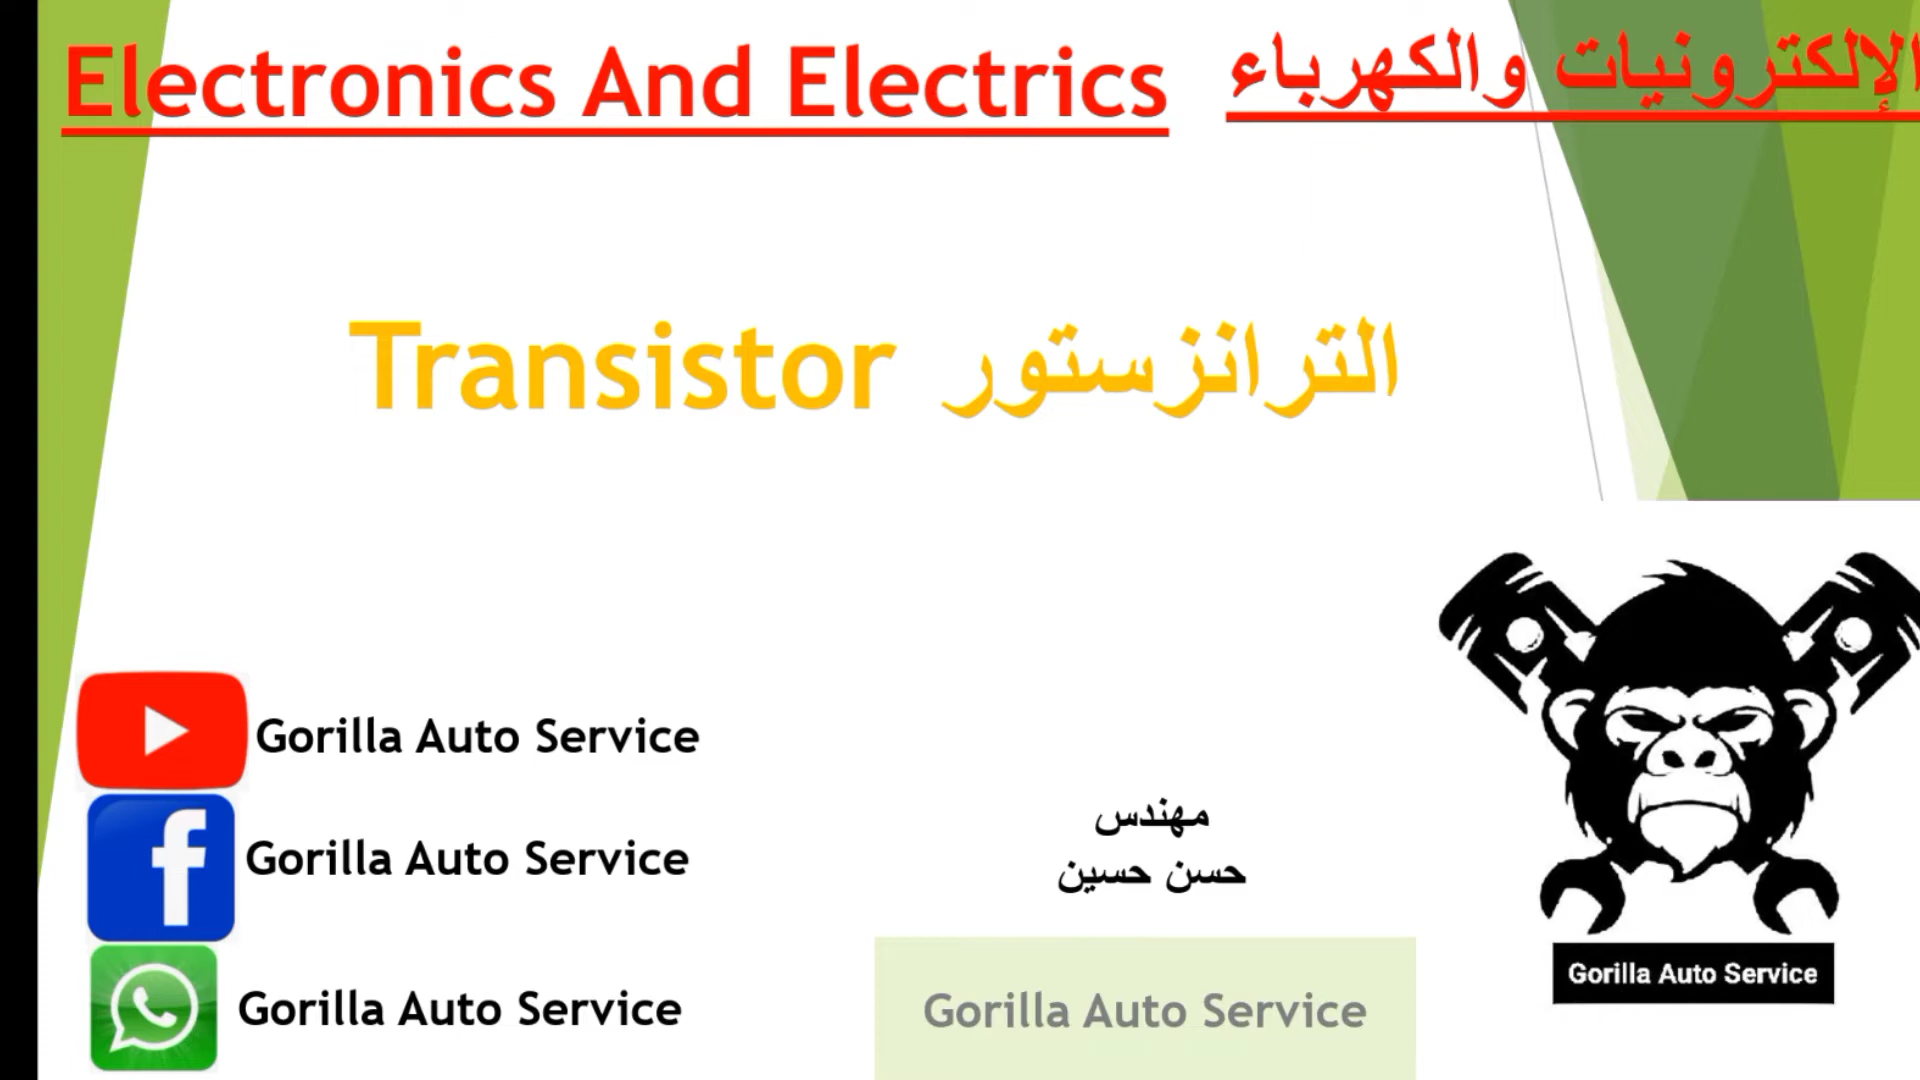 Electronics And Electrics الإلكترونيات والكهرباء
Transistor الترانزستور
Gorilla Auto Service
Gorilla Auto Service
Gorilla Auto Service
مهندس
حسن حسين
Gorilla Auto Service
Gorilla Auto Service